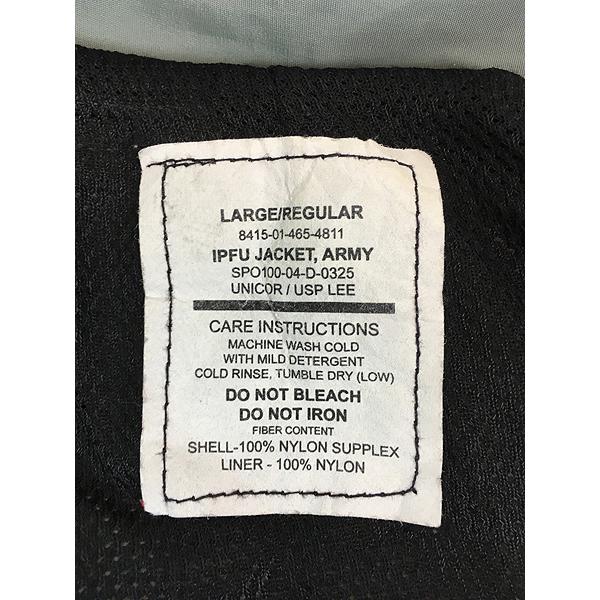 LARGE/REGULAR
8415-01-465-4811
IPFU JACKET, ARMY
SPO100-04-D-0325
UNICOR / USP LEE
CARE INSTRUCTIONS
MACHINE WASH COLD
WITH MILD DETERGENT
COLD RINSE, TUMBLE DRY (LOW)
DO NOT BLEACH
DO NOT IRON
FIBER CONTENT
SHELL-100% NYLON SUPPLEX
LINER - 100% NYLON